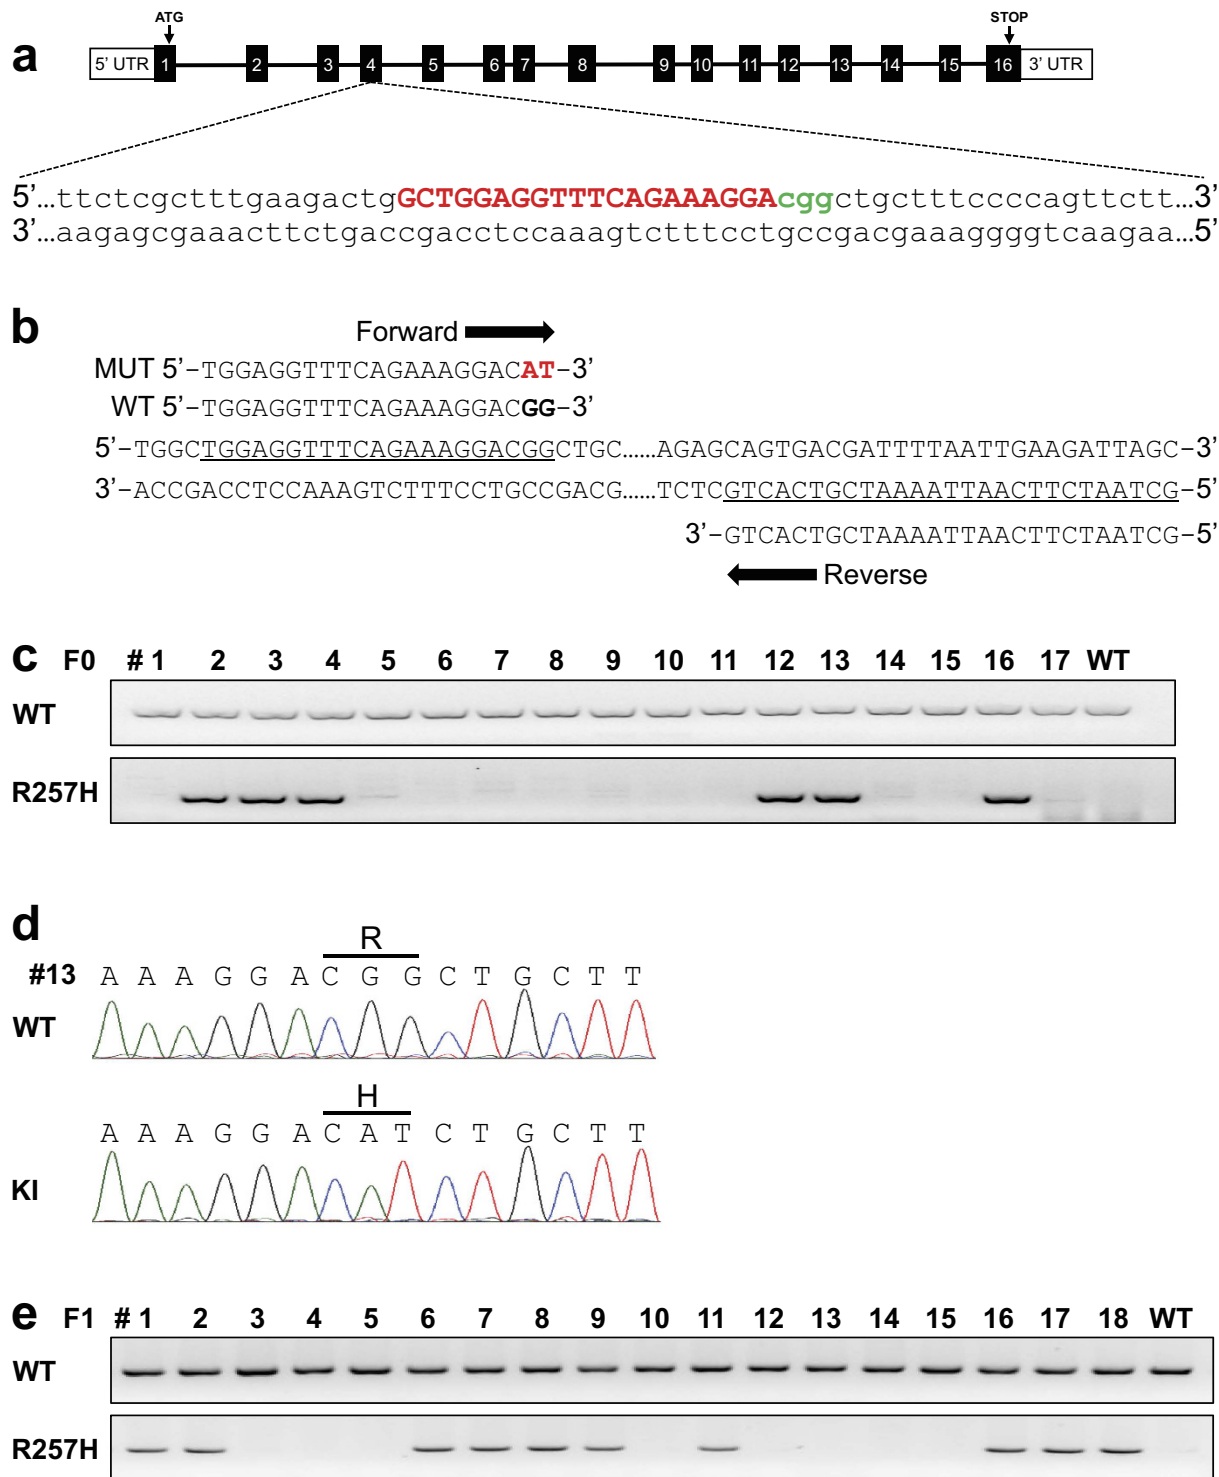 a
ATG STOP
5' UTR 1 2 3 4 5 6 7 8 9 10 11 12 13 14 15 16 3' UTR
5'...ttctcgctttgaagactgGCTGGAGGTTTCAGAAAGGAcggctgctttccccagttctt...3'
3'...aagagcgaaacttctgaccgacctccaaagtctttcctgccgacgaaaggggtcaagaa...5'
b
Forward
MUT 5'-TGGAGGTTTCAGAAAGGACAT-3'
WT 5'-TGGAGGTTTCAGAAAGGACGG-3'
5'-TGGCTGGAGGTTTCAGAAAGGACGGCTGC......AGAGCAGTGACGATTTTAATTGAAGATTAGC-3'
3'-ACCGACCTCCAAAGTCTTTCCTGCCGACG......TCTCGTCACTGCTAAAATTAACTTCTAATCG-5'
3'-GTCACTGCTAAAATTAACTTCTAATCG-5'
Reverse
c F0 # 1 2 3 4 5 6 7 8 9 10 11 12 13 14 15 16 17 WT
WT
R257H
d
R
#13 A A A G G A C G G C T G C T T
WT
H
A A A G G A C A T C T G C T T
KI
e F1 # 1 2 3 4 5 6 7 8 9 10 11 12 13 14 15 16 17 18 WT
WT
R257H